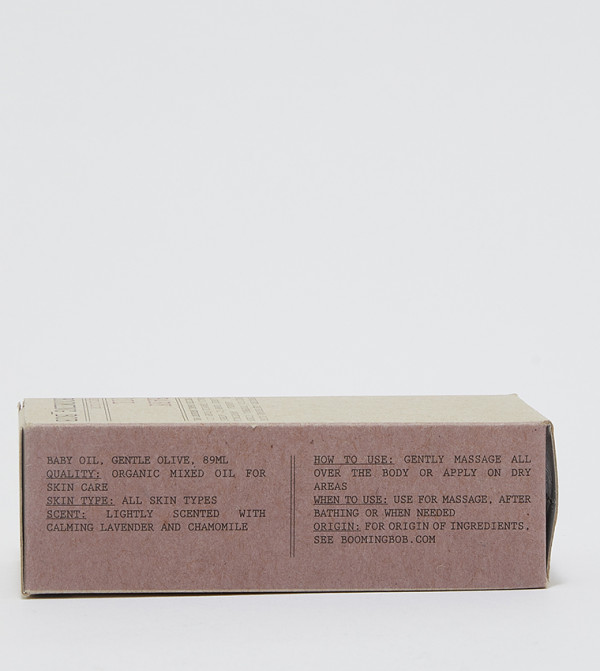 BABY OIL, GENTLE OLIVE, 89ML
QUALITY: ORGANIC MIXED OIL FOR
SKIN CARE
SKIN TYPE: ALL SKIN TYPES
SCENT: LIGHTLY SCENTED WITH
CALMING LAVENDER AND CHAMOMILE
HOW TO USE: GENTLY MASSAGE ALL
OVER THE BODY OR APPLY ON DRY
AREAS
WHEN TO USE: USE FOR MASSAGE, AFTER
BATHING OR WHEN NEEDED
ORIGIN: FOR ORIGIN OF INGREDIENTS,
SEE BOOMINGBOB.COM